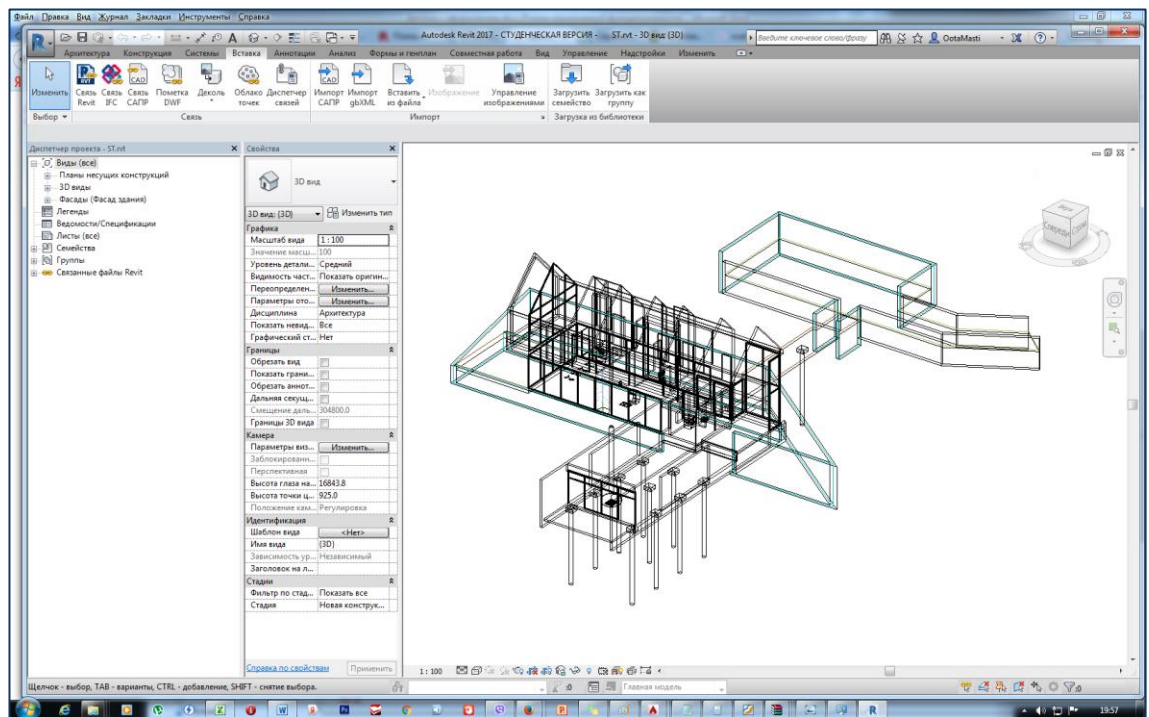 Файл Правка Вид Журнал Закладки Инструменты Справка
Autodesk Revit 2017 - СТУДЕНЧЕСКАЯ ВЕРСИЯ - ST.rvt - 3D вид: {3D}
Введите ключевое слово/фразу
OotaMasti
Архитектура Конструкция Системы Вставка Аннотации Анализ Формы и генплан Совместная работа Вид Управление Надстройки Изменить
Изменить
Связь Revit
Связь IFC
Связь САПР
Пометка DWF
Деколь
Облако точек
Диспетчер связей
Импорт САПР
Импорт gbXML
Вставить из файла
Изображение
Управление изображениями
Загрузить семейство
Загрузить как группу
Выбор
Связь
Импорт
Загрузка из библиотеки
Диспетчер проекта - ST.rvt
Виды (все)
Планы несущих конструкций
3D виды
Фасады (Фасад здания)
Легенды
Ведомости/Спецификации
Листы (все)
Семейства
Группы
Связанные файлы Revit
Свойства
3D вид
3D вид: {3D} Изменить тип
Графика
Масштаб вида 1 : 100
Значение масш... 100
Уровень детали... Средний
Видимость част... Показать оригин...
Переопределен... Изменить...
Параметры ото... Изменить...
Дисциплина Архитектура
Показать невид... Все
Графический ст... Нет
Границы
Обрезать вид
Показать грани...
Обрезать аннот...
Дальняя секущ...
Смещение даль... 304800.0
Границы 3D вида
Камера
Параметры виз... Изменить...
Заблокированн...
Перспективная
Высота глаза на... 16843.8
Высота точки ц... 925.0
Положение кам... Регулировка
Идентификация
Шаблон вида <Нет>
Имя вида {3D}
Зависимость ур... Независимый
Заголовок на л...
Стадии
Фильтр по стад... Показать все
Стадия Новая конструк...
Справка по свойствам Применить
Спереди
1 : 100
Щелчок - выбор, TAB - варианты, CTRL - добавление, SHIFT - снятие выбора.
:0
Главная модель
:0
19:57